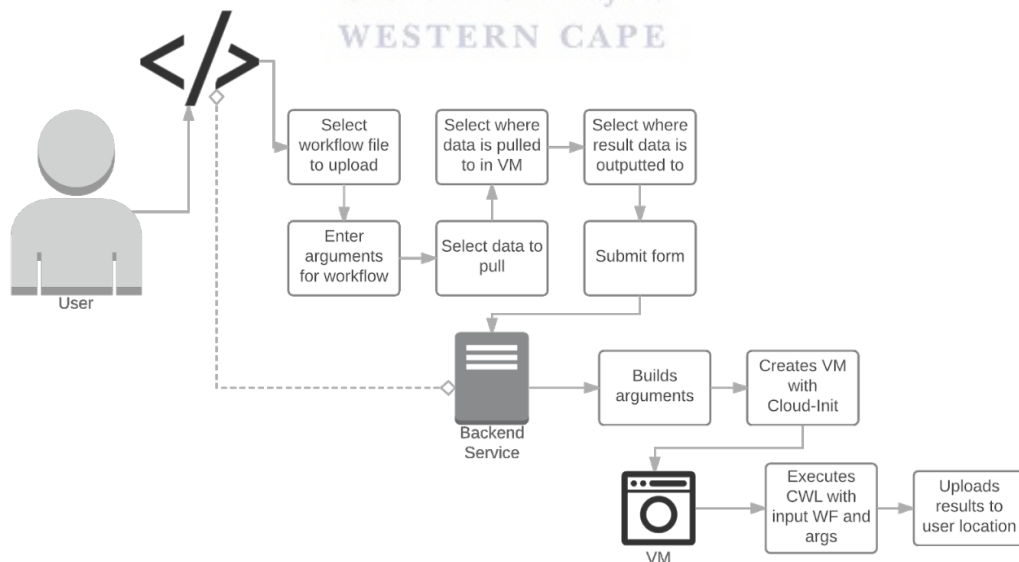 WESTERN CAPE
</>
Select
workflow file
to upload
Select where
data is pulled
to in VM
Select where
result data is
outputted to
Enter
arguments
for workflow
Select data to
pull
Submit form
User
Builds
arguments
Creates VM
with
Cloud-Init
Backend
Service
Executes
CWL with
input WF and
args
Uploads
results to
user location
VM